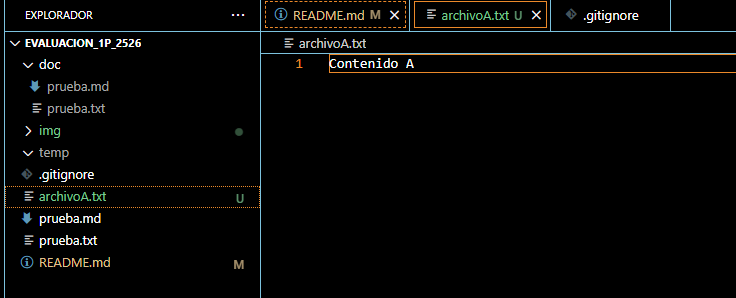 EXPLORADOR ···
EVALUACION_1P_2526
doc
prueba.md
prueba.txt
img
temp
.gitignore
archivoA.txt U
prueba.md
prueba.txt
README.md M
README.md M archivoA.txt U .gitignore
archivoA.txt
1 Contenido A